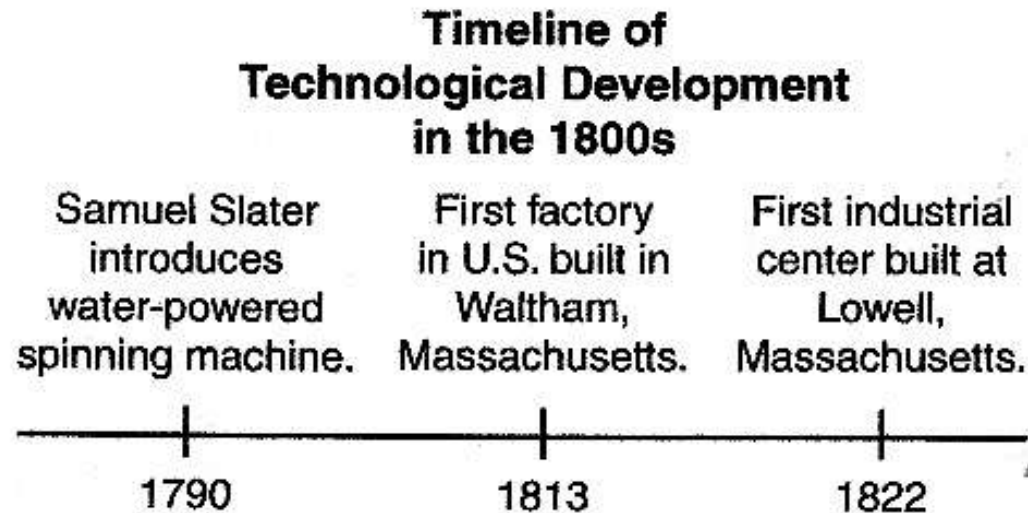 Timeline of
Technological Development
in the 1800s
Samuel Slater
introduces
water-powered
spinning machine.
First factory
in U.S. built in
Waltham,
Massachusetts.
First industrial
center built at
Lowell,
Massachusetts.
1790
1813
1822